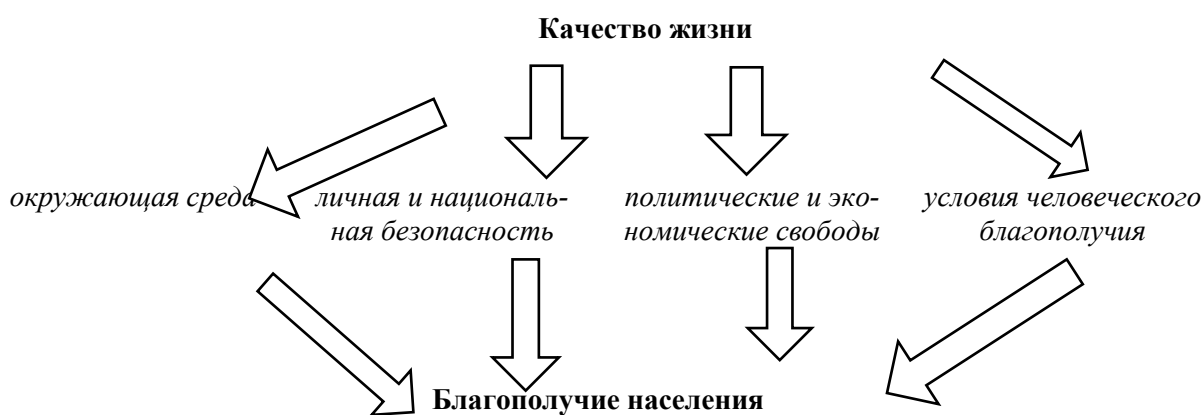 Качество жизни
окружающая среда
личная и националь-
ная безопасность
политические и эко-
номические свободы
условия человеческого
благополучия
Благополучие населения